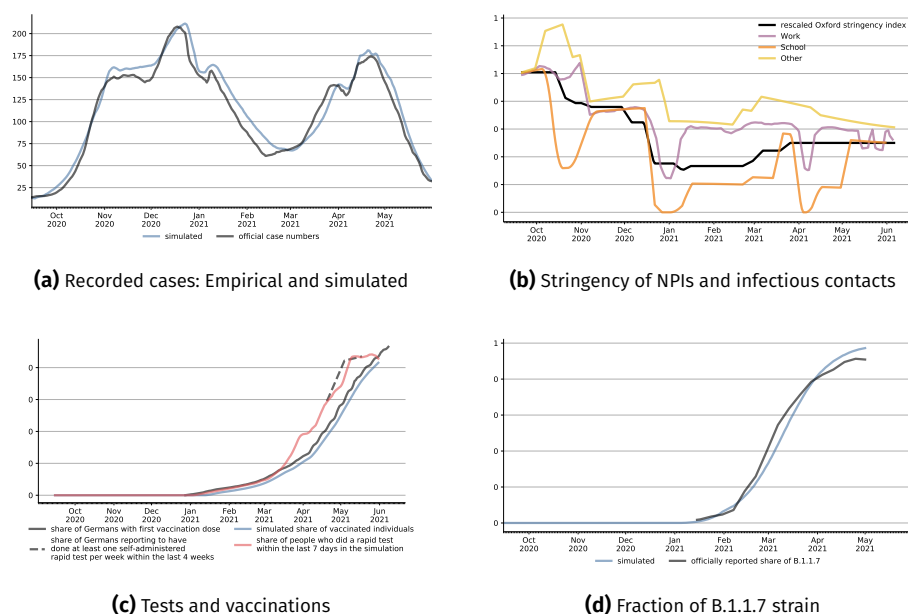 200
175
150
125
100
75
50
25
Oct
2020
Nov
2020
Dec
2020
Jan
2021
Feb
2021
Mar
2021
Apr
2021
May
2021
simulated
official case numbers
(a) Recorded cases: Empirical and simulated
1
1
1
0
0
0
0
0
rescaled Oxford stringency index
Work
School
Other
Oct
2020
Nov
2020
Dec
2020
Jan
2021
Feb
2021
Mar
2021
Apr
2021
May
2021
Jun
2021
(b) Stringency of NPIs and infectious contacts
0
0
0
0
0
Oct
2020
Nov
2020
Dec
2020
Jan
2021
Feb
2021
Mar
2021
Apr
2021
May
2021
Jun
2021
share of Germans with first vaccination dose
share of Germans reporting to have
done at least one self-administered
rapid test per week within the last 4 weeks
simulated share of vaccinated individuals
share of people who did a rapid test
within the last 7 days in the simulation
(c) Tests and vaccinations
1
0
0
0
0
0
Oct
2020
Nov
2020
Dec
2020
Jan
2021
Feb
2021
Mar
2021
Apr
2021
May
2021
simulated
officially reported share of B.1.1.7
(d) Fraction of B.1.1.7 strain